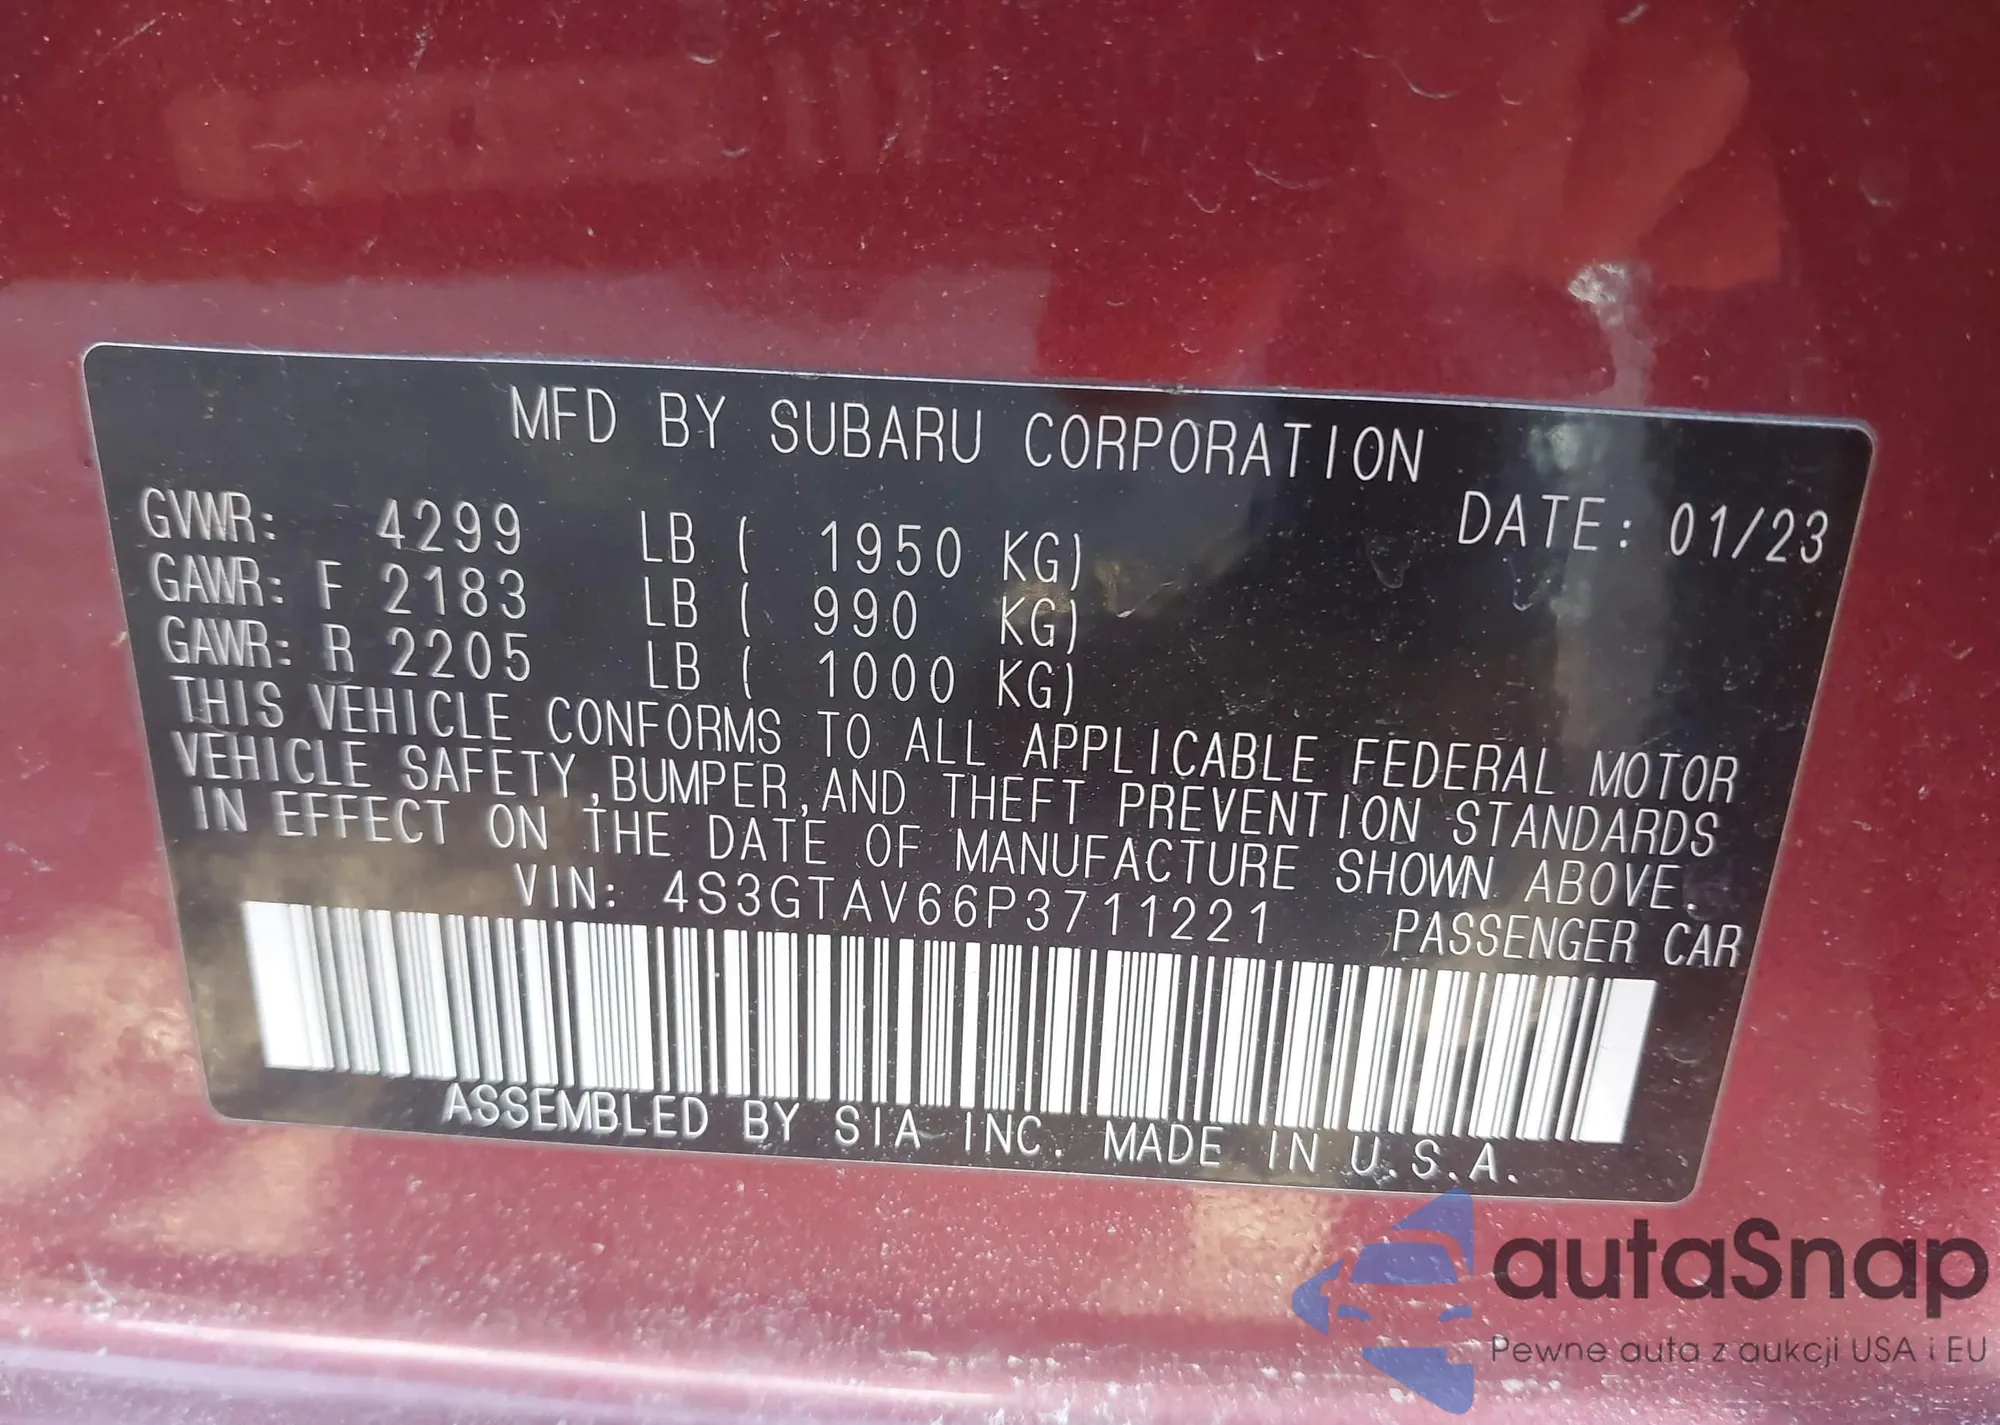 MFD BY SUBARU CORPORATION
DATE: 01/23
GVWR: 4299 LB ( 1950 KG)
GAWR: F 2183 LB ( 990 KG)
GAWR: R 2205 LB ( 1000 KG)
THIS VEHICLE CONFORMS TO ALL APPLICABLE FEDERAL MOTOR
VEHICLE SAFETY,BUMPER,AND THEFT PREVENTION STANDARDS
IN EFFECT ON THE DATE OF MANUFACTURE SHOWN ABOVE.
VIN: 4S3GTAV66P3711221 PASSENGER CAR
ASSEMBLED BY SIA INC. MADE IN U.S.A.
autaSnap
Pewne auta z aukcji USA i EU